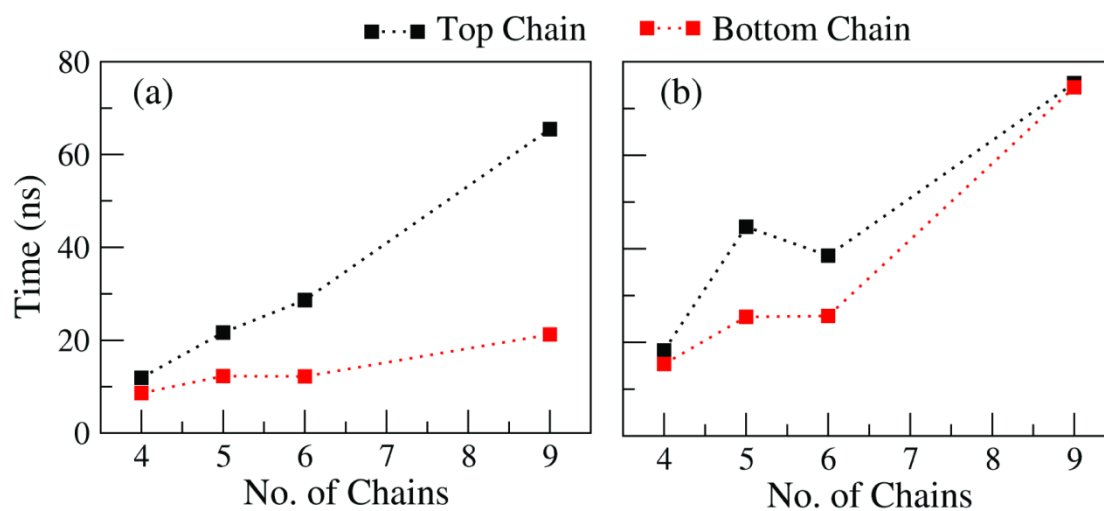 Top Chain
Bottom Chain
(a)
(b)
Time (ns)
80
60
40
20
0
4 5 6 7 8 9
4 5 6 7 8 9
No. of Chains
No. of Chains